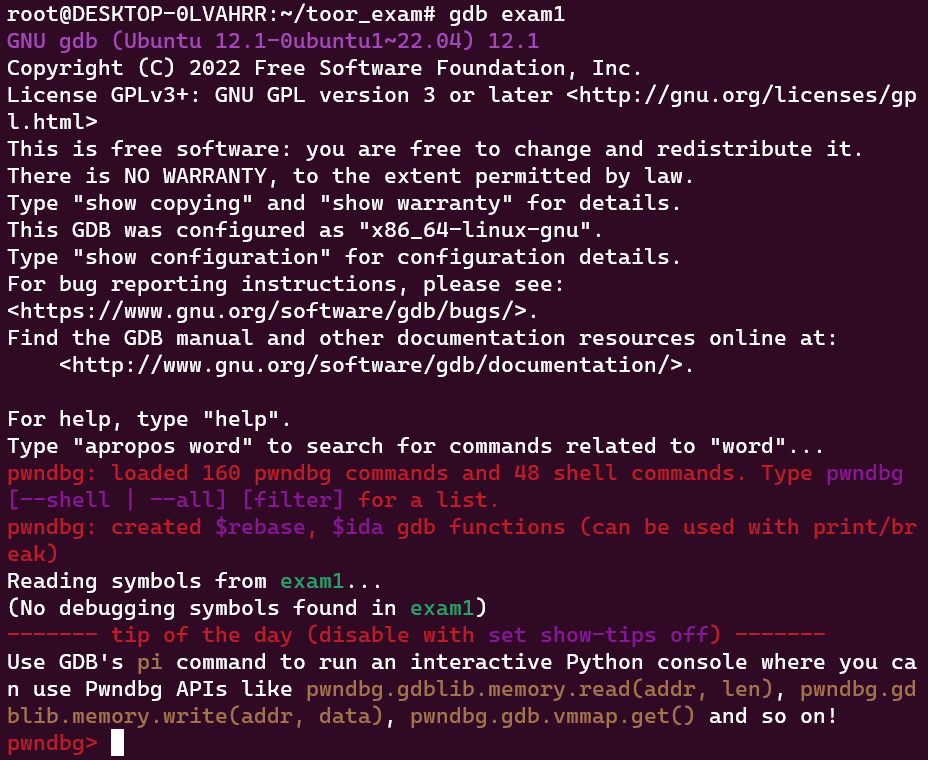 root@DESKTOP-0LVAHRR:~/toor_exam# gdb exam1
GNU gdb (Ubuntu 12.1-0ubuntu1~22.04) 12.1
Copyright (C) 2022 Free Software Foundation, Inc.
License GPLv3+: GNU GPL version 3 or later <http://gnu.org/licenses/gp
l.html>
This is free software: you are free to change and redistribute it.
There is NO WARRANTY, to the extent permitted by law.
Type "show copying" and "show warranty" for details.
This GDB was configured as "x86_64-linux-gnu".
Type "show configuration" for configuration details.
For bug reporting instructions, please see:
<https://www.gnu.org/software/gdb/bugs/>.
Find the GDB manual and other documentation resources online at:
    <http://www.gnu.org/software/gdb/documentation/>.

For help, type "help".
Type "apropos word" to search for commands related to "word"...
pwndbg: loaded 160 pwndbg commands and 48 shell commands. Type pwndbg
[--shell | --all] [filter] for a list.
pwndbg: created $rebase, $ida gdb functions (can be used with print/br
eak)
Reading symbols from exam1...
(No debugging symbols found in exam1)
------- tip of the day (disable with set show-tips off) -------
Use GDB's pi command to run an interactive Python console where you ca
n use Pwndbg APIs like pwndbg.gdblib.memory.read(addr, len), pwndbg.gd
blib.memory.write(addr, data), pwndbg.gdb.vmmap.get() and so on!
pwndbg>